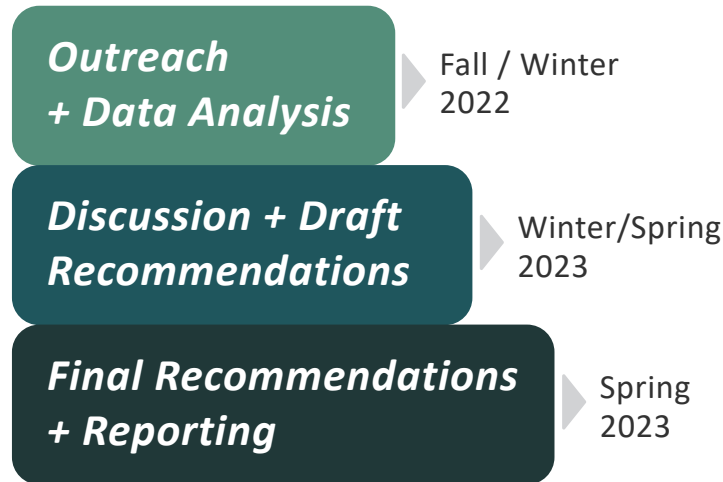 Outreach
+ Data Analysis
Fall / Winter
2022
Discussion + Draft
Recommendations
Winter/Spring
2023
Final Recommendations
+ Reporting
Spring
2023